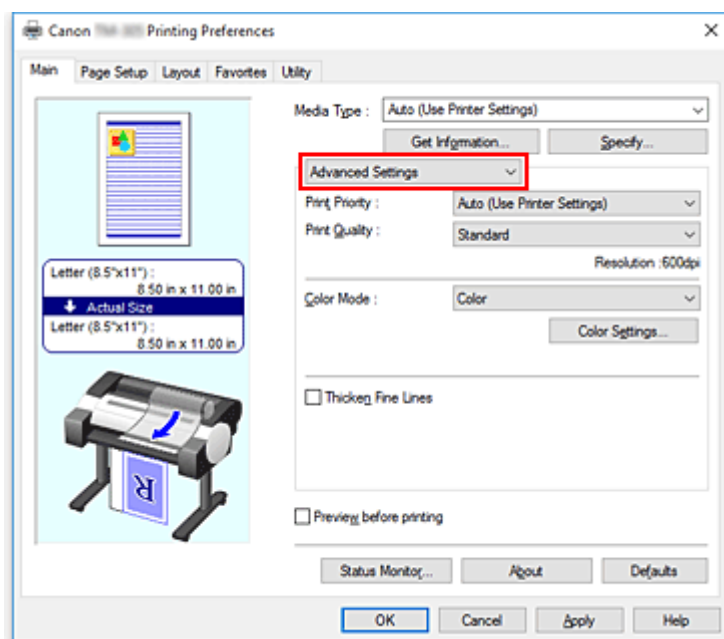 Canon Printing Preferences
Main Page Setup Layout Favorites Utility
Media Type : Auto (Use Printer Settings)
Get Information... Specify...
Advanced Settings
Print Priority : Auto (Use Printer Settings)
Print Quality : Standard
Resolution :600dpi
Letter (8.5"x11") :
8.50 in x 11.00 in
Actual Size
Letter (8.5"x11") :
8.50 in x 11.00 in
Color Mode : Color
Color Settings...
Thicken Fine Lines
R
Preview before printing
Status Monitor... About Defaults
OK Cancel Apply Help